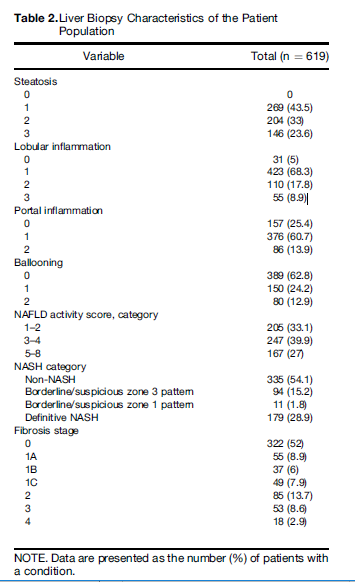 Table 2. Liver Biopsy Characteristics of the Patient
Population
Variable Total (n = 619)
Steatosis
0 0
1 269 (43.5)
2 204 (33)
3 146 (23.6)
Lobular inflammation
0 31 (5)
1 423 (68.3)
2 110 (17.8)
3 55 (8.9)
Portal inflammation
0 157 (25.4)
1 376 (60.7)
2 86 (13.9)
Ballooning
0 389 (62.8)
1 150 (24.2)
2 80 (12.9)
NAFLD activity score, category
1–2 205 (33.1)
3–4 247 (39.9)
5–8 167 (27)
NASH category
Non-NASH 335 (54.1)
Borderline/suspicious zone 3 pattern 94 (15.2)
Borderline/suspicious zone 1 pattern 11 (1.8)
Definitive NASH 179 (28.9)
Fibrosis stage
0 322 (52)
1A 55 (8.9)
1B 37 (6)
1C 49 (7.9)
2 85 (13.7)
3 53 (8.6)
4 18 (2.9)
NOTE. Data are presented as the number (%) of patients with
a condition.